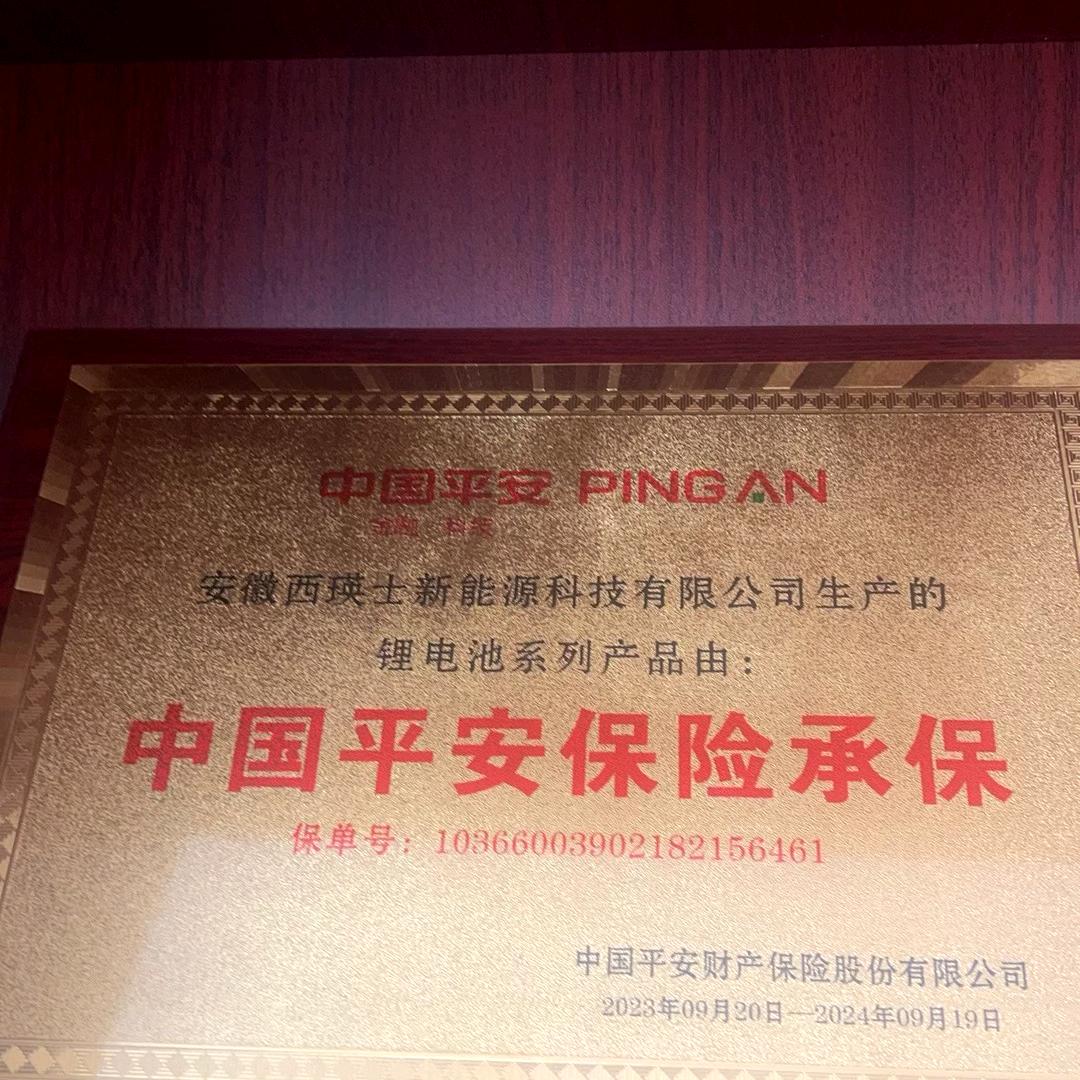 中国平安 PINGAN
金融·科技
安徽西瑛士新能源科技有限公司生产的
锂电池系列产品由：
中国平安保险承保
保单号：10366003902182156461
中国平安财产保险股份有限公司
2023年09月20日—2024年09月19日